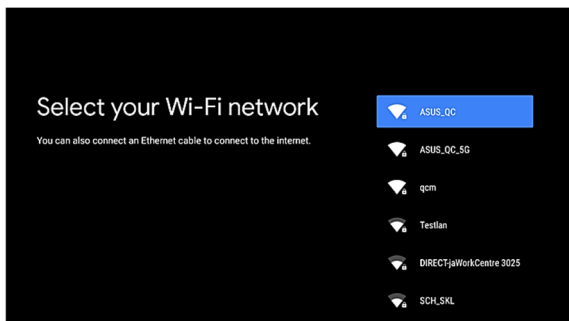 Select your Wi-Fi network
You can also connect an Ethernet cable to connect to the internet.
ASUS_QC
ASUS_QC_5G
qcm
Testlan
DIRECT-jaWorkCentre 3025
SCH_SKL